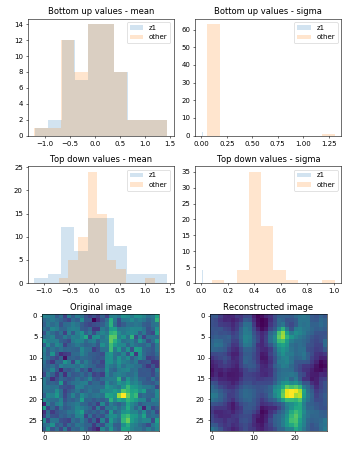 Bottom up values - mean
Bottom up values - sigma
14
12
10
8
6
4
2
0
z1
other
−1.0 −0.5 0.0 0.5 1.0 1.5
60
50
40
30
20
10
0
z1
other
0.00 0.25 0.50 0.75 1.00 1.25
Top down values - mean
Top down values - sigma
25
20
15
10
5
0
z1
other
−1.0 −0.5 0.0 0.5 1.0 1.5
35
30
25
20
15
10
5
0
z1
other
0.0 0.2 0.4 0.6 0.8 1.0
Original image
Reconstructed image
0
5
10
15
20
25
0 10 20
0
5
10
15
20
25
0 10 20